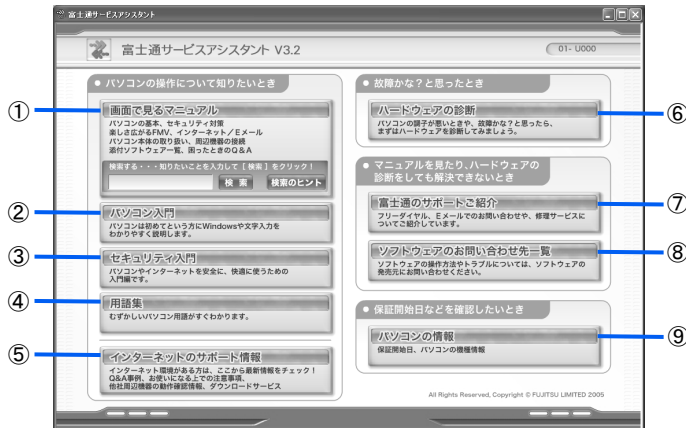 富士通サービスアシスタント
富士通サービスアシスタント V3.2
01- U000
パソコンの操作について知りたいとき
①
画面で見るマニュアル
パソコンの基本、セキュリティ対策
楽しさ広がるFMV、インターネット/Eメール
パソコン本体の取り扱い、周辺機器の接続
添付ソフトウェア一覧、困ったときのQ&A
検索する・・・知りたいことを入力して [ 検索 ] をクリック!
検 索
検索のヒント
②
パソコン入門
パソコンは初めてという方にWindowsや文字入力を
わかりやすく説明します。
③
セキュリティ入門
パソコンやインターネットを安全に、快適に使うための
入門編です。
④
用語集
むずかしいパソコン用語がすぐわかります。
⑤
インターネットのサポート情報
インターネット環境がある方は、ここから最新情報をチェック!
Q&A事例、お使いになる上での注意事項、
他社周辺機器の動作確認情報、ダウンロードサービス
故障かな?と思ったとき
⑥
ハードウェアの診断
パソコンの調子が悪いときや、故障かな?と思ったら、
まずはハードウェアを診断してみましょう。
マニュアルを見たり、ハードウェアの
診断をしても解決できないとき
⑦
富士通のサポートご紹介
フリーダイヤル、Eメールでのお問い合わせや、修理サービスに
ついてご紹介しています。
⑧
ソフトウェアのお問い合わせ先一覧
ソフトウェアの操作方法やトラブルについては、ソフトウェアの
発売元にお問い合わせください。
保証開始日などを確認したいとき
⑨
パソコンの情報
保証開始日、パソコンの機種情報
All Rights Reserved, Copyright © FUJITSU LIMITED 2005